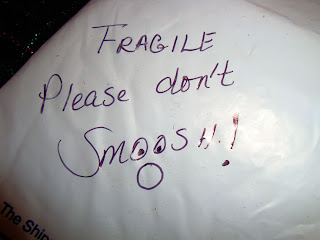 FRAGILE
Please don't
SMOOSH!!
The Ship